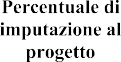 Percentuale di
imputazione al
progetto